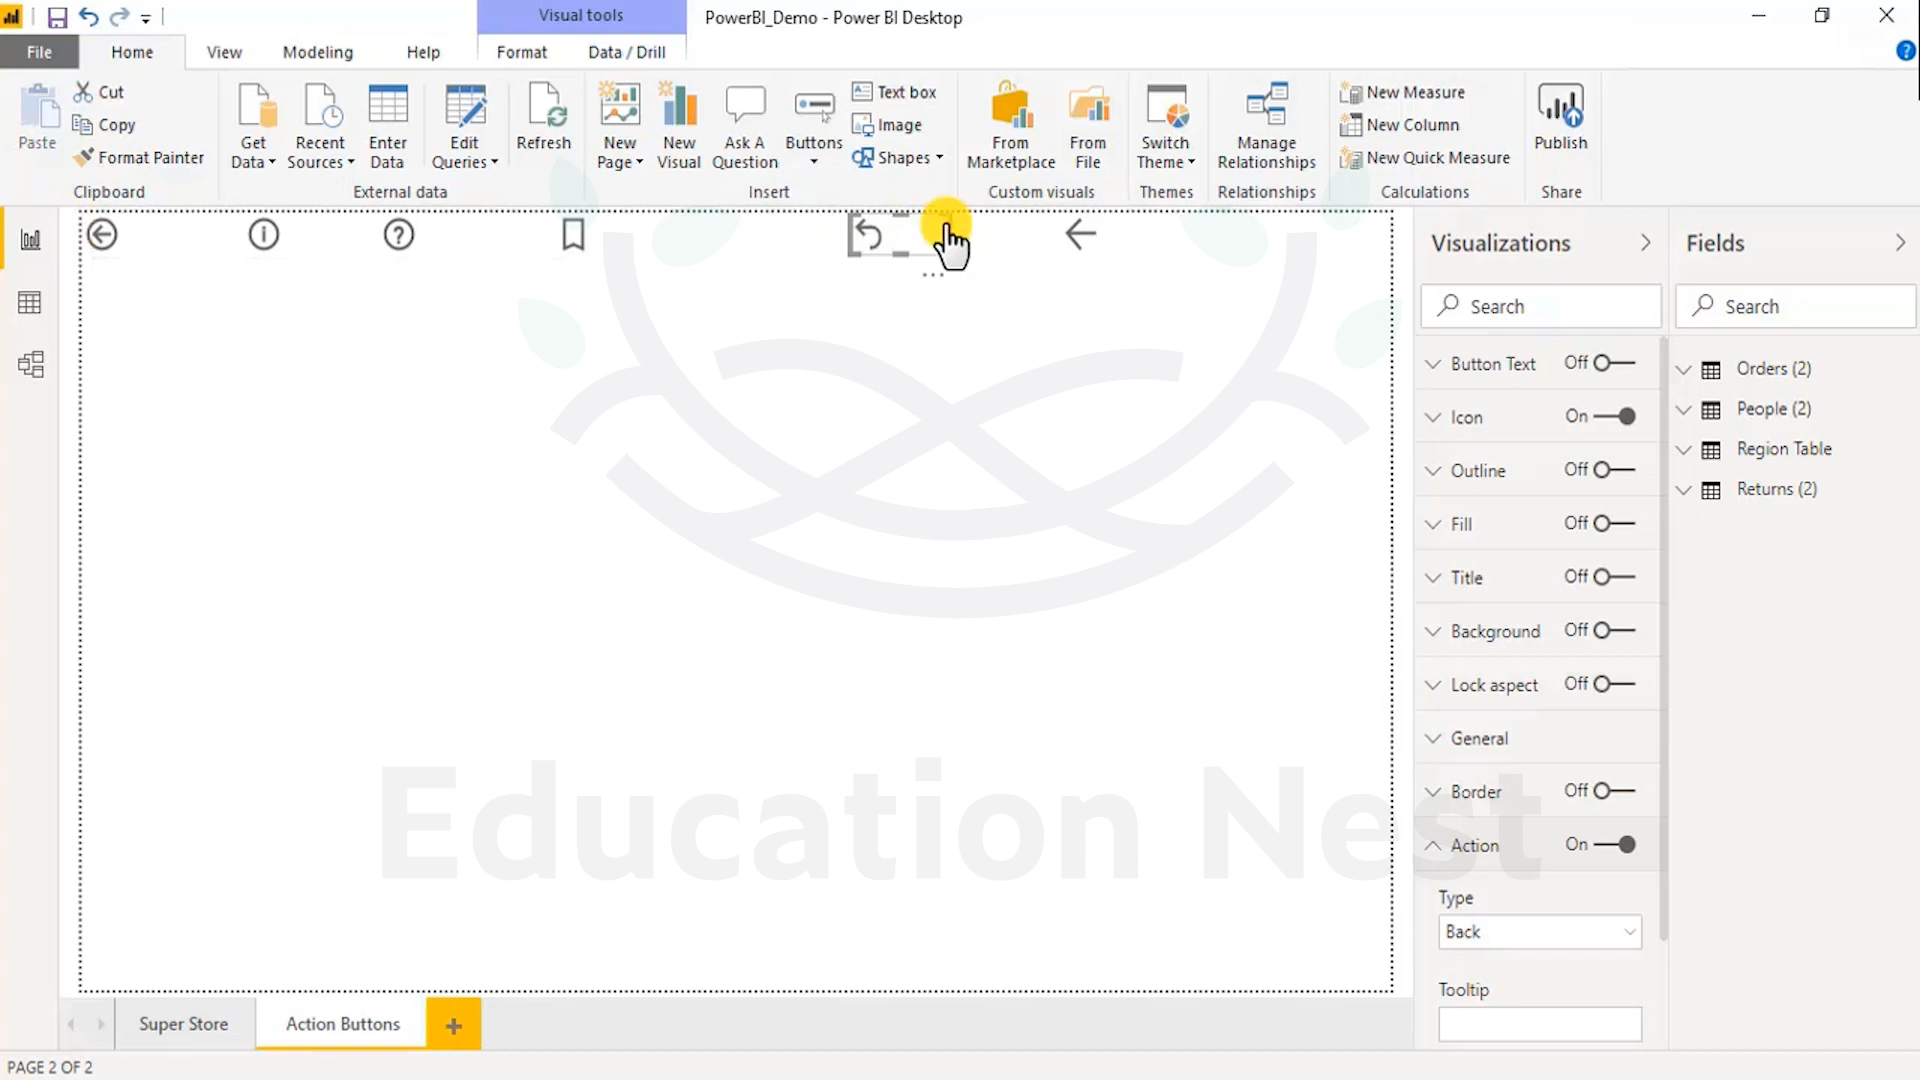 Visual tools
PowerBI_Demo - Power BI Desktop
File
Home
View
Modeling
Help
Format
Data / Drill
?
Paste
Cut
Copy
Format Painter
Clipboard
Get Data
Recent Sources
Enter Data
Edit Queries
Refresh
External data
New Page
New Visual
Ask A Question
Buttons
Text box
Image
Shapes
Insert
From Marketplace
From File
Custom visuals
Switch Theme
Themes
Manage Relationships
Relationships
New Measure
New Column
New Quick Measure
Calculations
Publish
Share
Visualizations
Search
Button Text Off
Icon On
Outline Off
Fill Off
Title Off
Background Off
Lock aspect Off
General
Border Off
Action On
Type
Back
Tooltip
Fields
Search
Orders (2)
People (2)
Region Table
Returns (2)
Education Nest
Super Store
Action Buttons
+
PAGE 2 OF 2